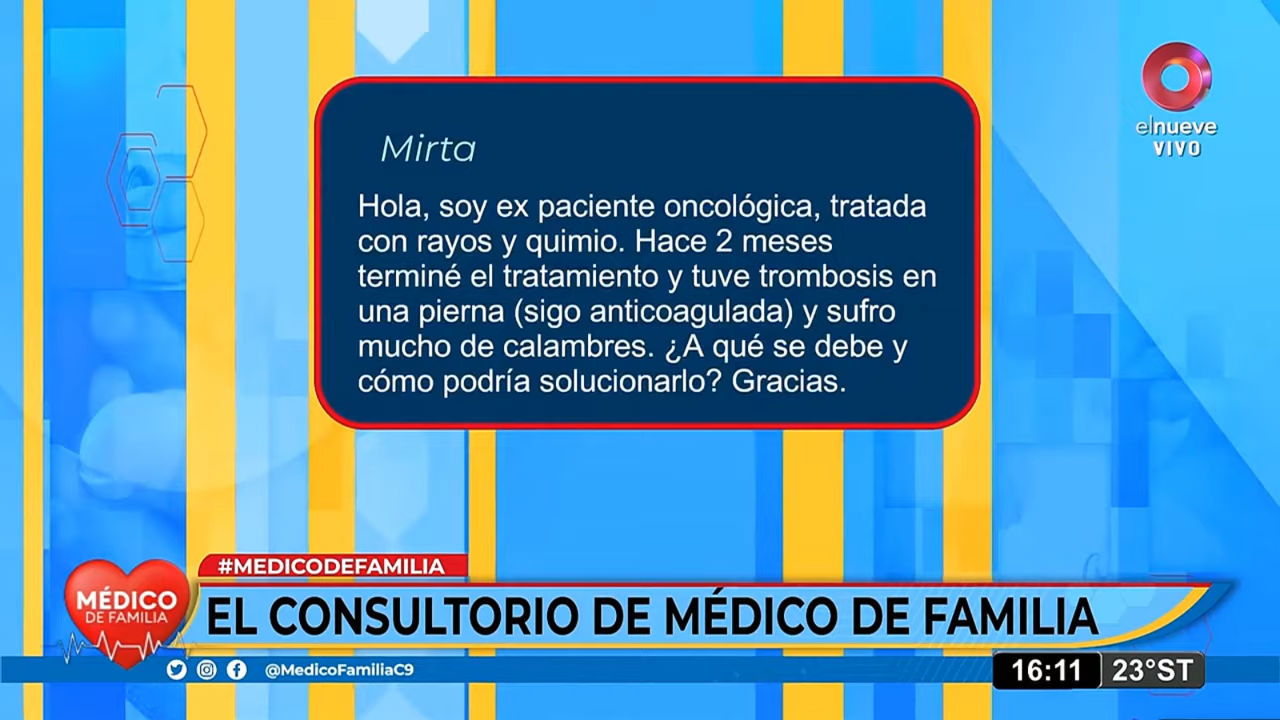 Mirta
Hola, soy ex paciente oncológica, tratada
con rayos y quimio. Hace 2 meses
terminé el tratamiento y tuve trombosis en
una pierna (sigo anticoagulada) y sufro
mucho de calambres. ¿A qué se debe y
cómo podría solucionarlo? Gracias.
elnueve
VIVO
#MEDICODEFAMILIA
MÉDICO
DE FAMILIA
EL CONSULTORIO DE MÉDICO DE FAMILIA
@MedicoFamiliaC9
16:11 23°ST